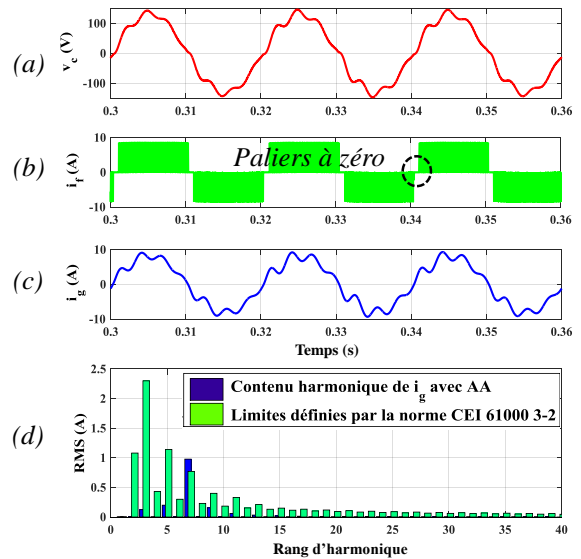 (a)
v_c (V)
100
0
-100
0.3 0.31 0.32 0.33 0.34 0.35 0.36
(b)
i_f (A)
10
0
-10
Paliers à zéro
0.3 0.31 0.32 0.33 0.34 0.35 0.36
(c)
i_g (A)
10
0
-10
0.3 0.31 0.32 0.33 0.34 0.35 0.36
Temps (s)
(d)
RMS (A)
2.5
2
1.5
1
0.5
0
Contenu harmonique de i_g avec AA
Limites définies par la norme CEI 61000 3-2
0 5 10 15 20 25 30 35 40
Rang d'harmonique